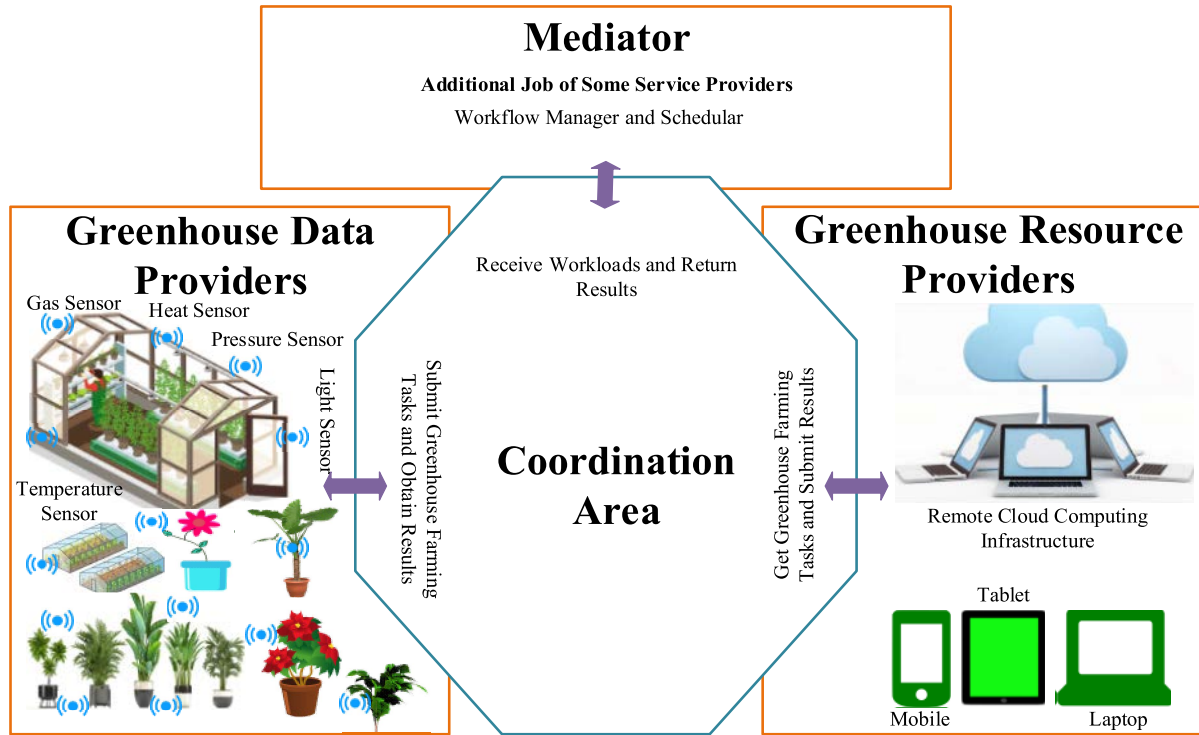 Mediator
Additional Job of Some Service Providers
Workflow Manager and Schedular
Greenhouse Data
Providers
Gas Sensor
Heat Sensor
Pressure Sensor
Light Sensor
Temperature
Sensor
Receive Workloads and Return
Results
Submit Greenhouse Farming
Tasks and Obtain Results
Coordination
Area
Get Greenhouse Farming
Tasks and Submit Results
Greenhouse Resource
Providers
Remote Cloud Computing
Infrastructure
Tablet
Mobile
Laptop